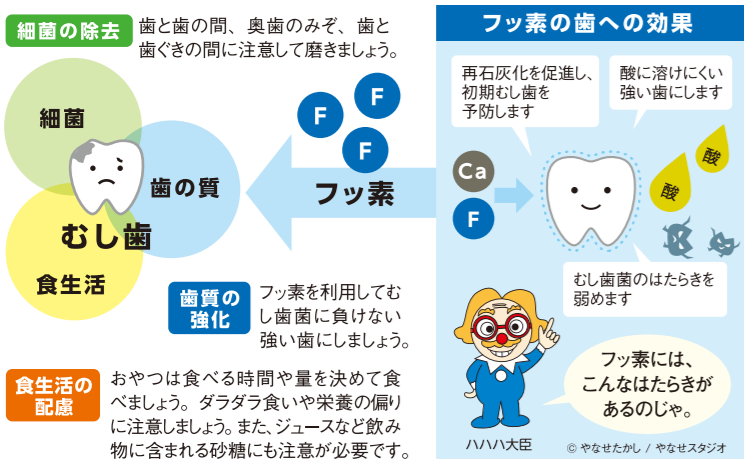 細菌の除去
歯と歯の間、奥歯のみぞ、歯と
歯ぐきの間に注意して磨きましょう。
細菌
歯の質
むし歯
食生活
F
F
F
フッ素
歯質の
強化
フッ素を利用してむ
し歯菌に負けない
強い歯にしましょう。
食生活の
配慮
おやつは食べる時間や量を決めて食
べましょう。ダラダラ食いや栄養の偏り
に注意しましょう。また、ジュースなど飲み
物に含まれる砂糖にも注意が必要です。
フッ素の歯への効果
再石灰化を促進し、
初期むし歯を
予防します
酸に溶けにくい
強い歯にします
Ca
F
酸
酸
むし歯菌のはたらきを
弱めます
フッ素には、
こんなはたらきが
あるのじゃ。
ハハハ大臣
© やなせたかし / やなせスタジオ